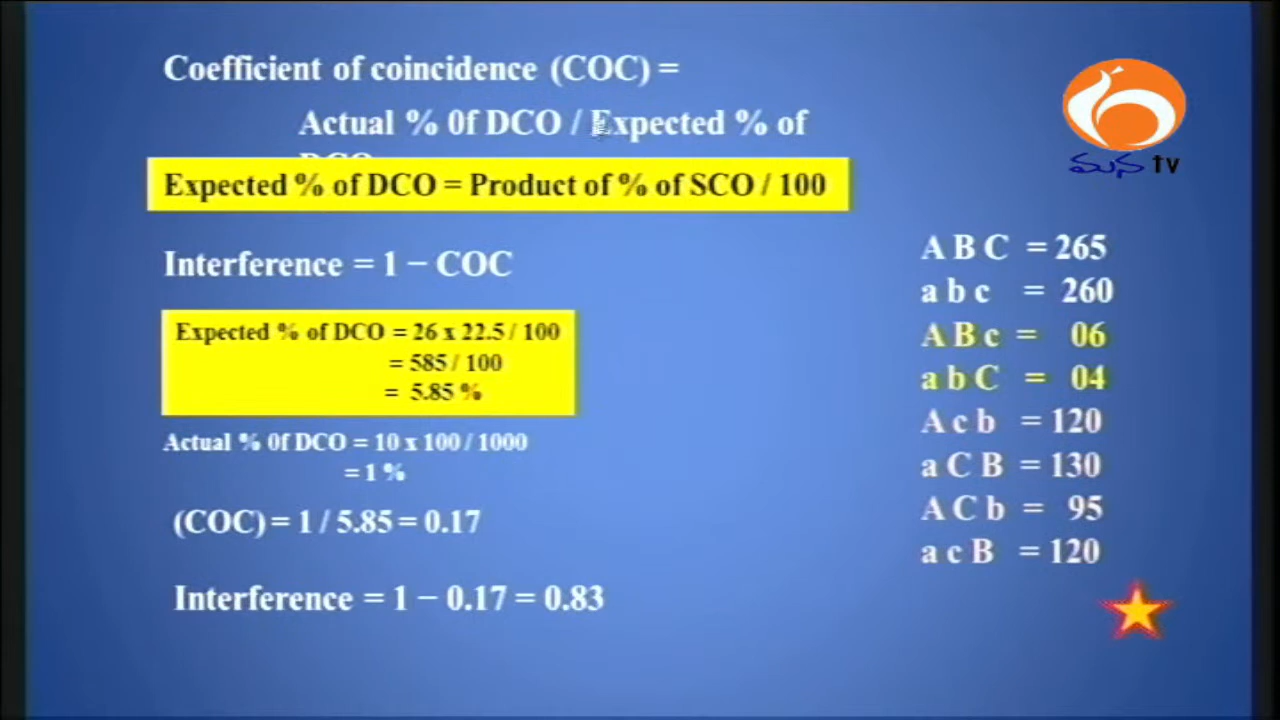 Coefficient of coincidence (COC) =
Actual % 0f DCO / Expected % of
DCO
Expected % of DCO = Product of % of SCO / 100
Interference = 1 − COC
Expected % of DCO = 26 x 22.5 / 100
= 585 / 100
= 5.85 %
Actual % 0f DCO = 10 x 100 / 1000
= 1 %
(COC) = 1 / 5.85 = 0.17
Interference = 1 − 0.17 = 0.83
మన tv
A B C = 265
a b c = 260
A B c = 06
a b C = 04
A c b = 120
a C B = 130
A C b = 95
a c B = 120